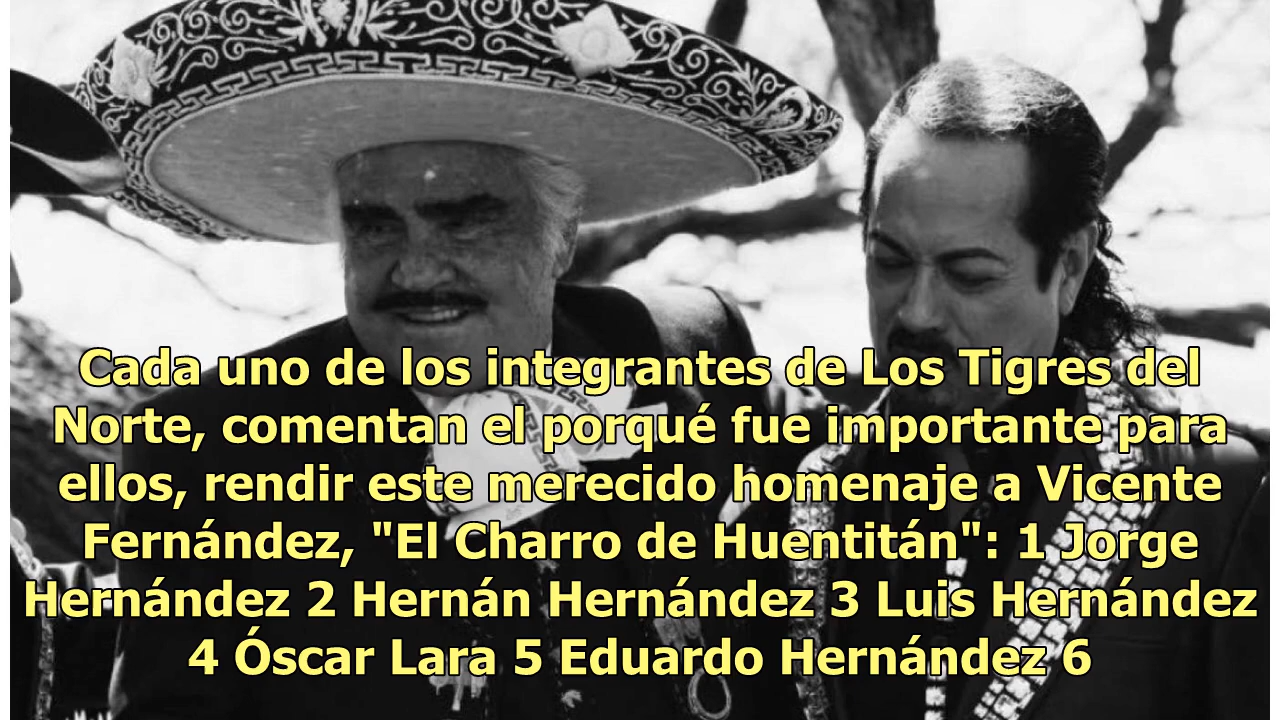 Cada uno de los integrantes de Los Tigres del
Norte, comentan el porqué fue importante para
ellos, rendir este merecido homenaje a Vicente
Fernández, "El Charro de Huentitán": 1 Jorge
Hernández 2 Hernán Hernández 3 Luis Hernández
4 Óscar Lara 5 Eduardo Hernández 6